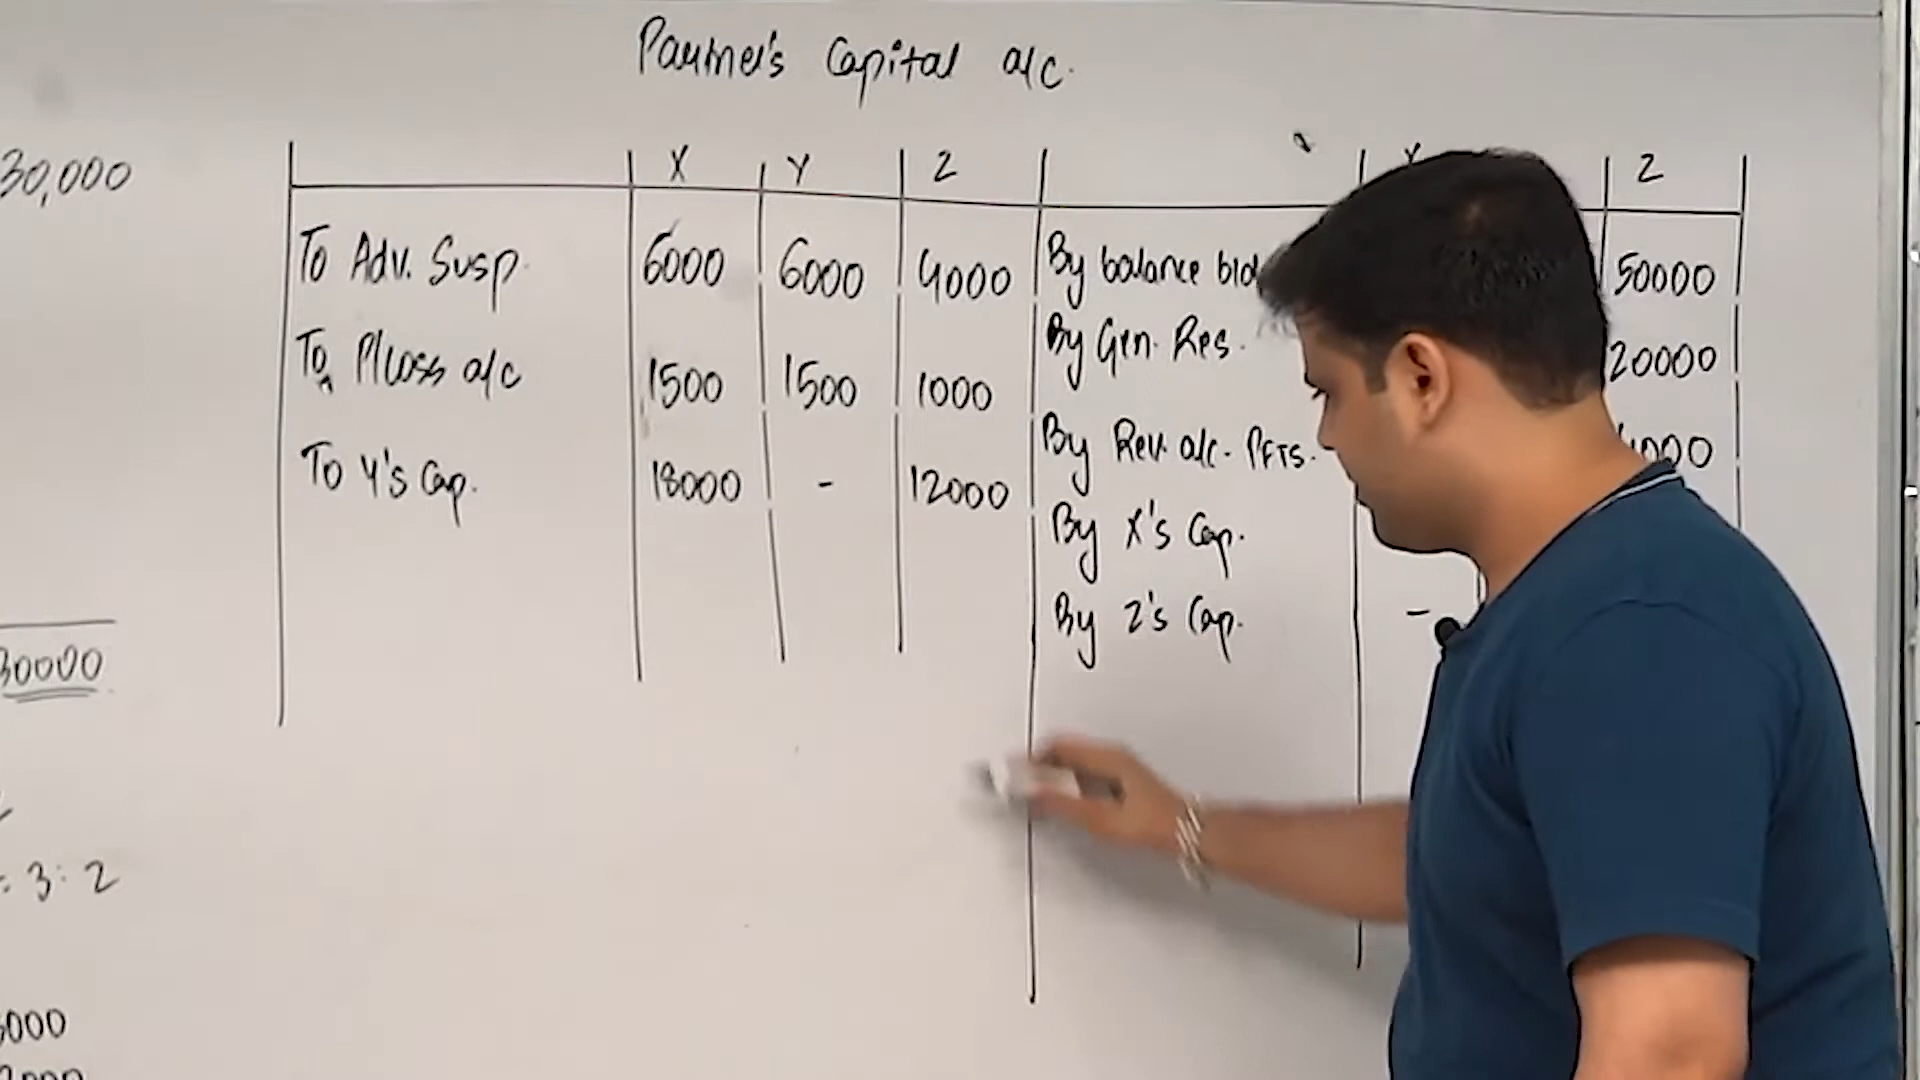 Partner's Capital a/c.
30,000
X Y Z Z
To Adv. Susp. 6000 6000 4000 By balance b/d 50000
To P/Loss a/c 1500 1500 1000 By Gen. Res. 20000
To Y's Cap. 18000 - 12000 By Rev. a/c. PFTS.
By X's Cap.
By Z's Cap. -
30000
= 3:2